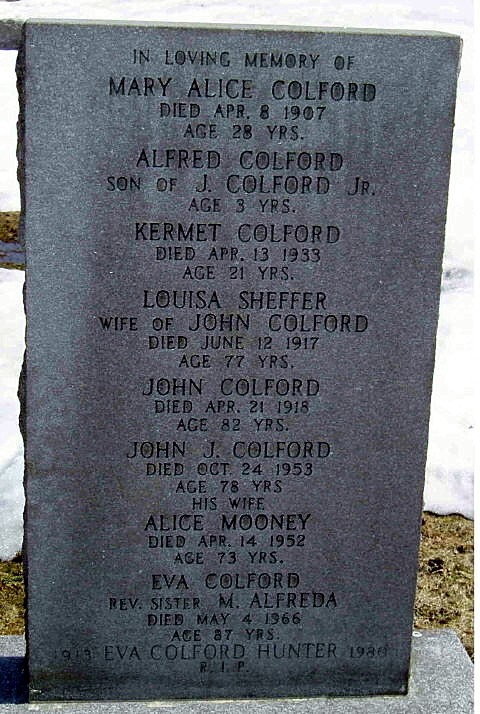 IN LOVING MEMORY OF
MARY ALICE COLFORD
DIED APR. 8 1907
AGE 28 YRS.
ALFRED COLFORD
SON OF J. COLFORD JR.
AGE 3 YRS.
KERMET COLFORD
DIED APR. 13 1933
AGE 21 YRS.
LOUISA SHEFFER
WIFE OF JOHN COLFORD
DIED JUNE 12 1917
AGE 77 YRS.
JOHN COLFORD
DIED APR. 21 1918
AGE 82 YRS.
JOHN J. COLFORD
DIED OCT. 24 1953
AGE 78 YRS
HIS WIFE
ALICE MOONEY
DIED APR. 14 1952
AGE 73 YRS.
EVA COLFORD
REV. SISTER M. ALFREDA
DIED MAY 4 1966
AGE 87 YRS.
EVA COLFORD HUNTER
R.I.P.